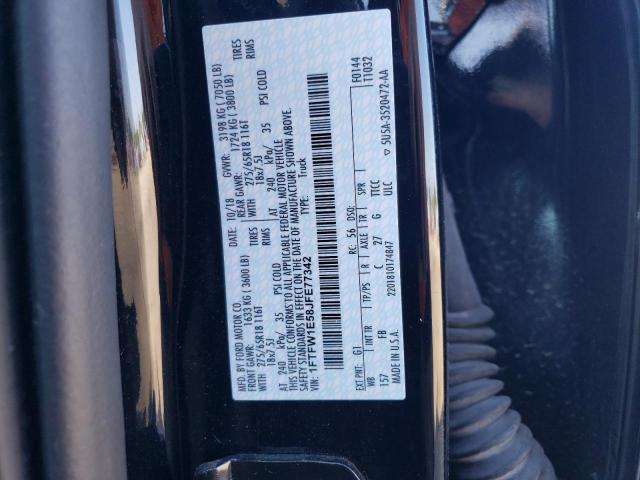 MFD. BY FORD MOTOR CO.
DATE: 10/18 GVWR: 3198 KG ( 7050 LB)
FRONT GAWR: 1633 KG ( 3600 LB) REAR GAWR: 1724 KG ( 3800 LB)
WITH 275/65R18 116T TIRES WITH 275/65R18 116T TIRES
18x7.5J RIMS 18x7.5J RIMS
AT 240 kPa/ 35 PSI COLD AT 240 kPa/ 35 PSI COLD
THIS VEHICLE CONFORMS TO ALL APPLICABLE FEDERAL MOTOR VEHICLE
SAFETY STANDARDS IN EFFECT ON THE DATE OF MANUFACTURE SHOWN ABOVE.
VIN: 1FTFW1E58JFE77342 TYPE: Truck
F0144
T1032
EXT PNT: G1 RC: 56 DSO:
WB INT TR TP/PS R AXLE TR SPR
157 FB C 27 G TTCC
MADE IN U.S.A. 2201810174847 ULC
5U5A-3520472-AA